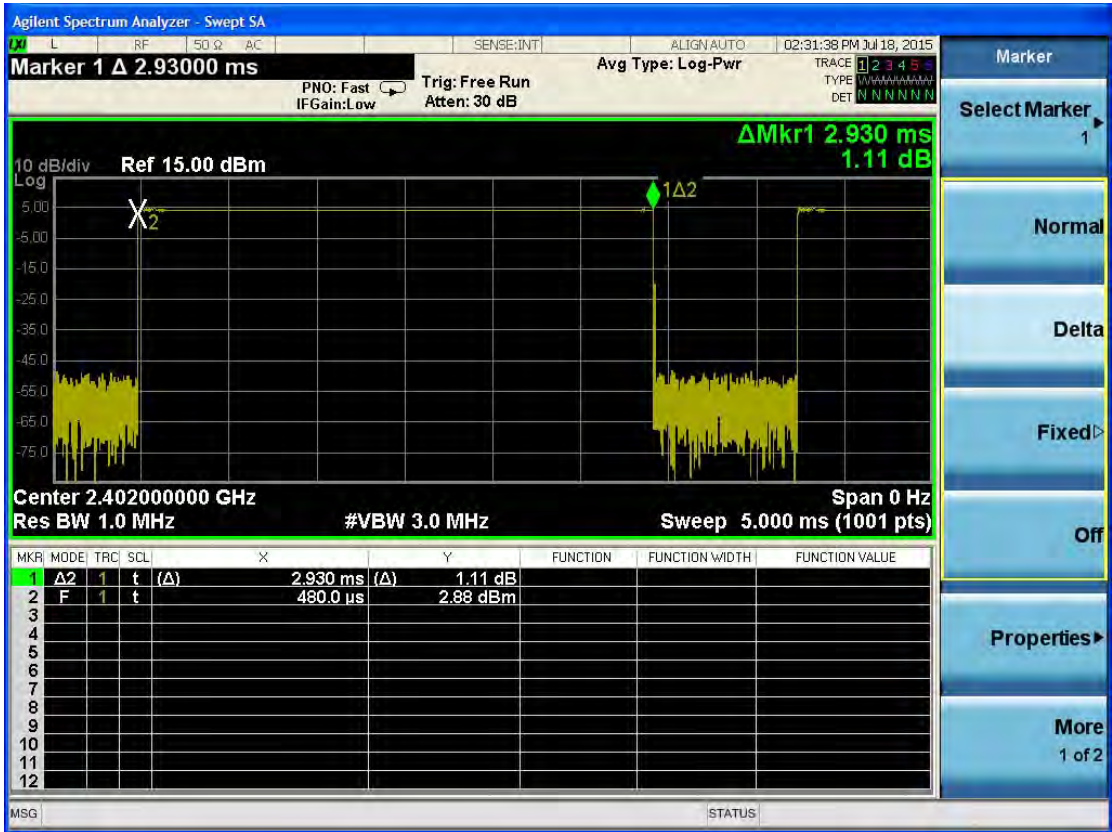 Agilent Spectrum Analyzer - Swept SA
LXI L RF 50 Ω AC SENSE:INT ALIGN AUTO 02:31:38 PM Jul 18, 2015
Marker 1 Δ 2.93000 ms
PNO: Fast
IFGain:Low
Trig: Free Run
Atten: 30 dB
Avg Type: Log-Pwr
TRACE 1 2 3 4 5 6
TYPE
DET N N N N N N
ΔMkr1 2.930 ms
1.11 dB
10 dB/div Ref 15.00 dBm
Log
5.00
-5.00
-15.0
-25.0
-35.0
-45.0
-55.0
-65.0
-75.0
X2
1Δ2
Center 2.402000000 GHz Span 0 Hz
Res BW 1.0 MHz #VBW 3.0 MHz Sweep 5.000 ms (1001 pts)
MKR MODE TRC SCL X Y FUNCTION FUNCTION WIDTH FUNCTION VALUE
1 Δ2 1 t (Δ) 2.930 ms (Δ) 1.11 dB
2 F 1 t 480.0 µs 2.88 dBm
3
4
5
6
7
8
9
10
11
12
MSG STATUS
Marker
Select Marker
1
Normal
Delta
Fixed
Off
Properties
More
1 of 2